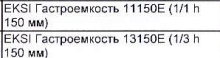 EKSI Гастроемкость 11150E (1/1 h
150 мм)
EKSI Гастроемкость 13150E (1/3 h
150 мм)